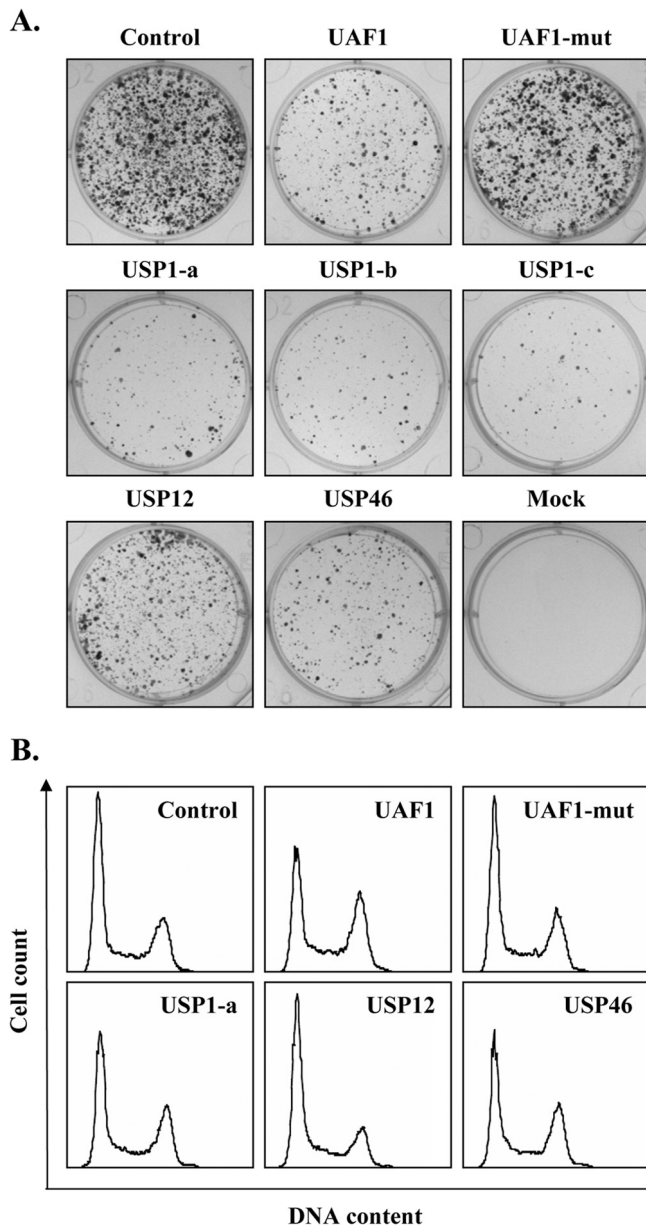 A.
Control UAF1 UAF1-mut
USP1-a USP1-b USP1-c
USP12 USP46 Mock
B.
Control UAF1 UAF1-mut
USP1-a USP12 USP46
Cell count
DNA content